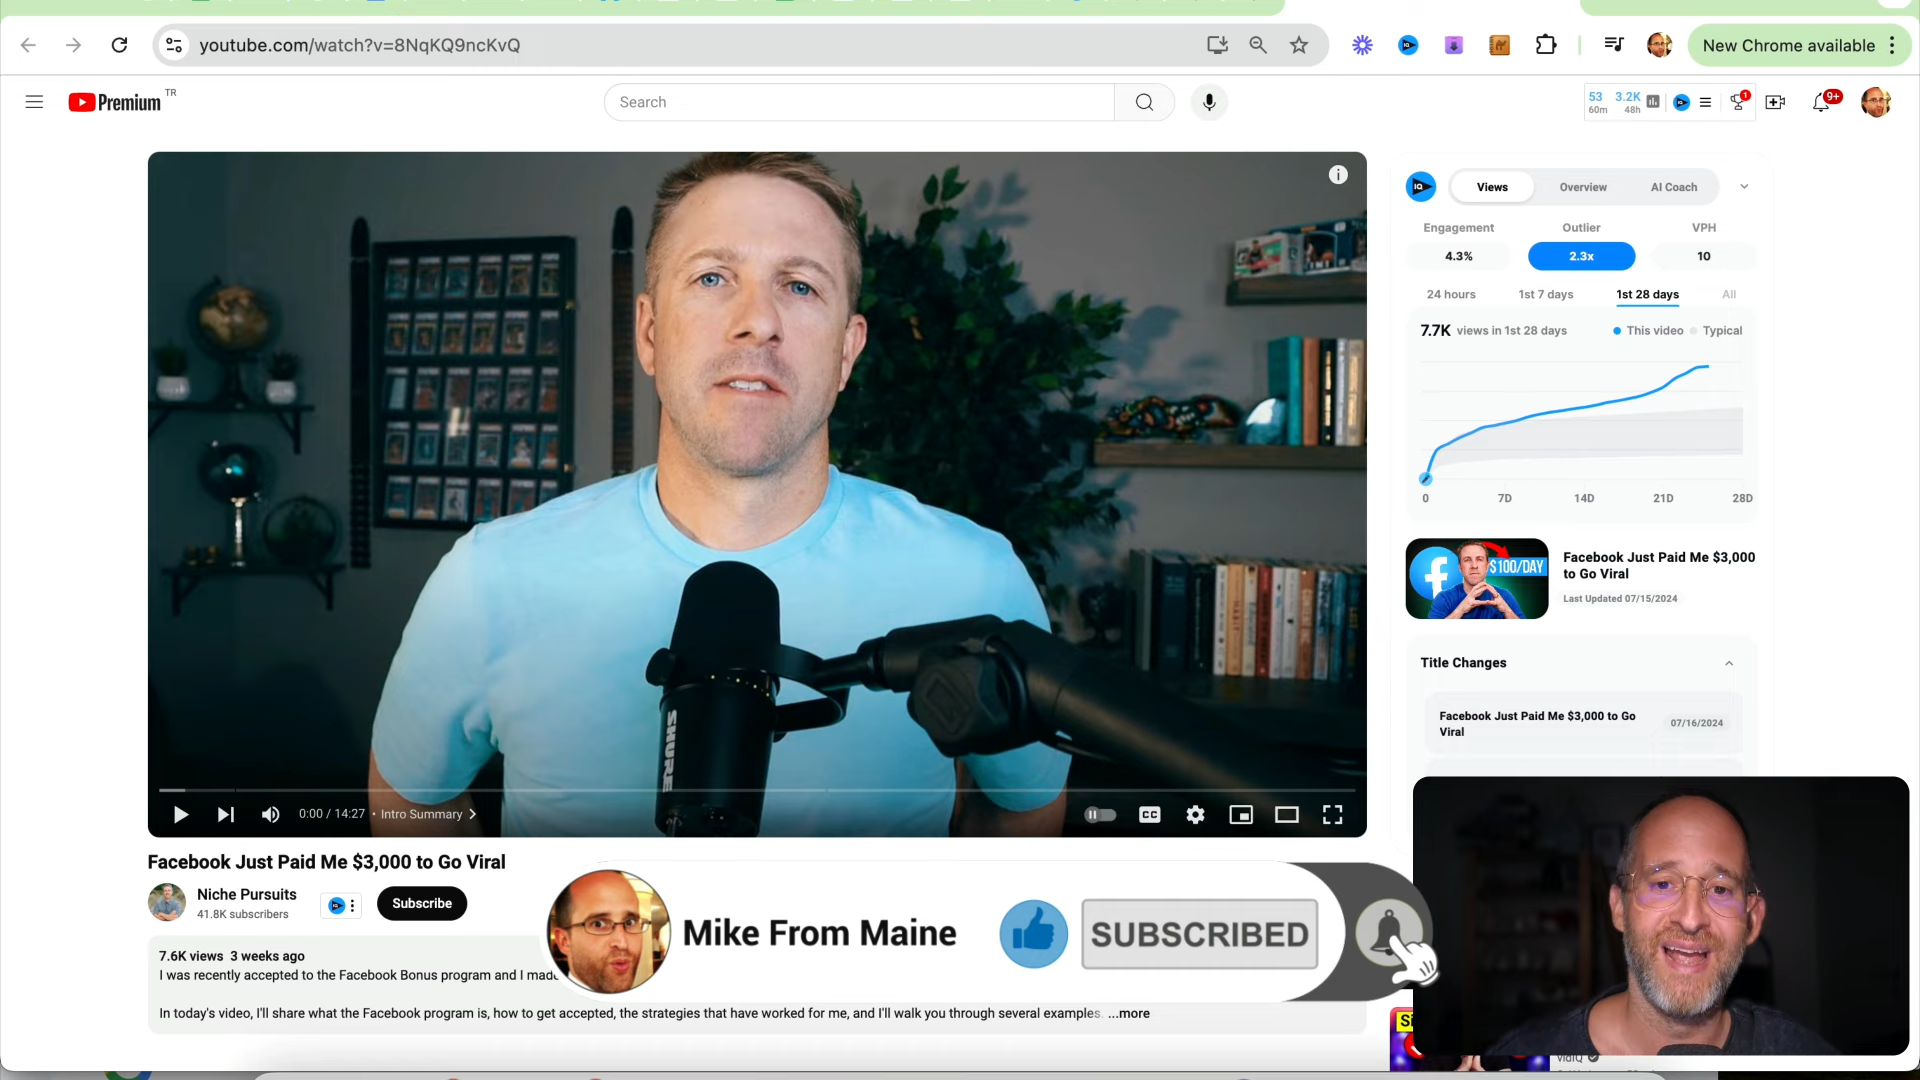 youtube.com/watch?v=8NqKQ9ncKvQ
New Chrome available
Premium TR
Search
53 3.2K
60m 48h
1
9+
IQ
Views Overview AI Coach
Engagement Outlier VPH
4.3% 2.3x 10
24 hours 1st 7 days 1st 28 days All
7.7K views in 1st 28 days This video Typical
0 7D 14D 21D 28D
$100/DAY
Facebook Just Paid Me $3,000
to Go Viral
Last Updated 07/15/2024
Title Changes
Facebook Just Paid Me $3,000 to Go
Viral
07/16/2024
SHURE
0:00 / 14:27 • Intro Summary
CC
Facebook Just Paid Me $3,000 to Go Viral
Niche Pursuits
41.8K subscribers
Subscribe
7.6K views 3 weeks ago
I was recently accepted to the Facebook Bonus program and I made
In today's video, I'll share what the Facebook program is, how to get accepted, the strategies that have worked for me, and I'll walk you through several examples. ...more
Mike From Maine
SUBSCRIBED
vidIQ